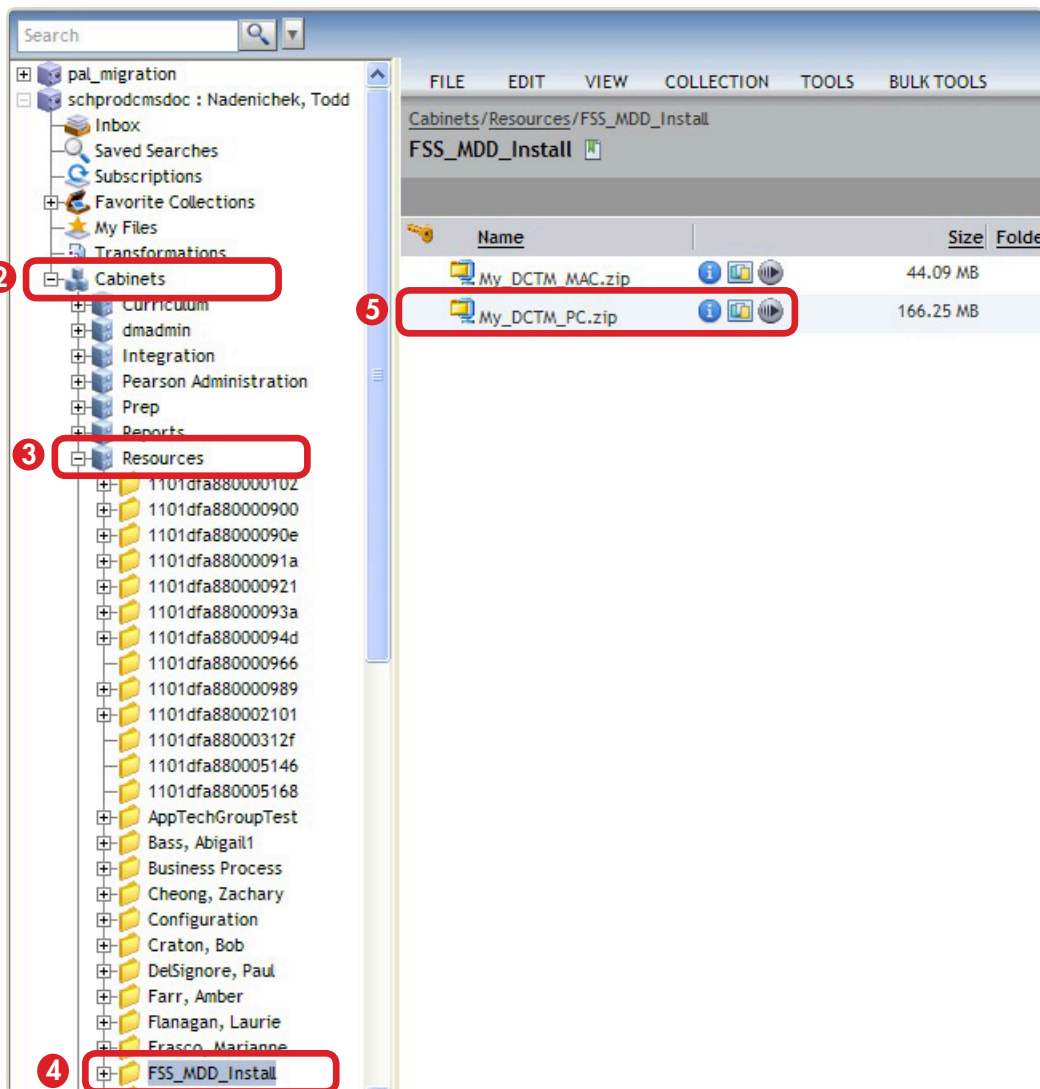 Search
pal_migration
schprodcmsdoc : Nadenichek, Todd
Inbox
Saved Searches
Subscriptions
Favorite Collections
My Files
Transformations
2
Cabinets
Curriculum
dmadmin
Integration
Pearson Administration
Prep
Reports
3
Resources
1101dfa880000102
1101dfa880000900
1101dfa88000090e
1101dfa88000091a
1101dfa880000921
1101dfa88000093a
1101dfa88000094d
1101dfa880000966
1101dfa880000989
1101dfa880002101
1101dfa88000312f
1101dfa880005146
1101dfa880005168
AppTechGroupTest
Bass, Abigail1
Business Process
Cheong, Zachary
Configuration
Craton, Bob
DelSignore, Paul
Farr, Amber
Flanagan, Laurie
Frasco, Marianne
4
FSS_MDD_Install
FILE EDIT VIEW COLLECTION TOOLS BULK TOOLS
Cabinets/Resources/FSS_MDD_Install
FSS_MDD_Install
Name Size Folde
My_DCTM_MAC.zip 44.09 MB
5
My_DCTM_PC.zip 166.25 MB